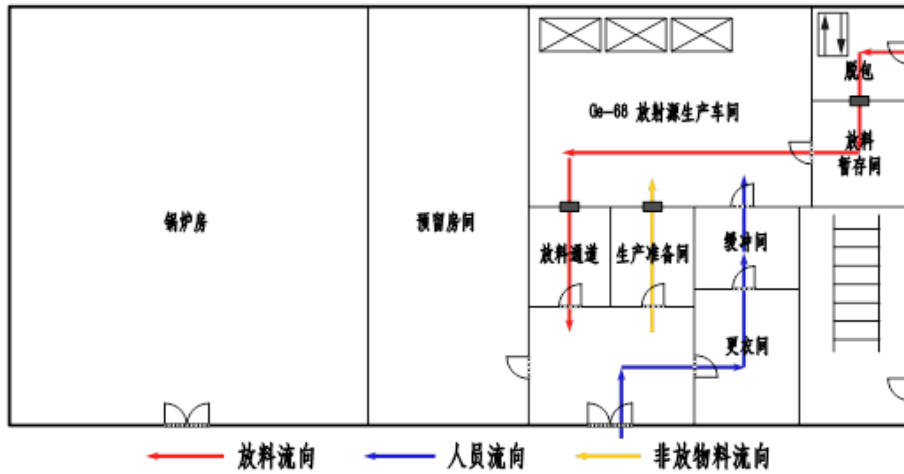 脱包
Ge-68 放射源生产车间
放料
暂存间
锅炉房
预留房间
放料通道
生产准备间
缓冲间
更衣间
放料流向
人员流向
非放物料流向